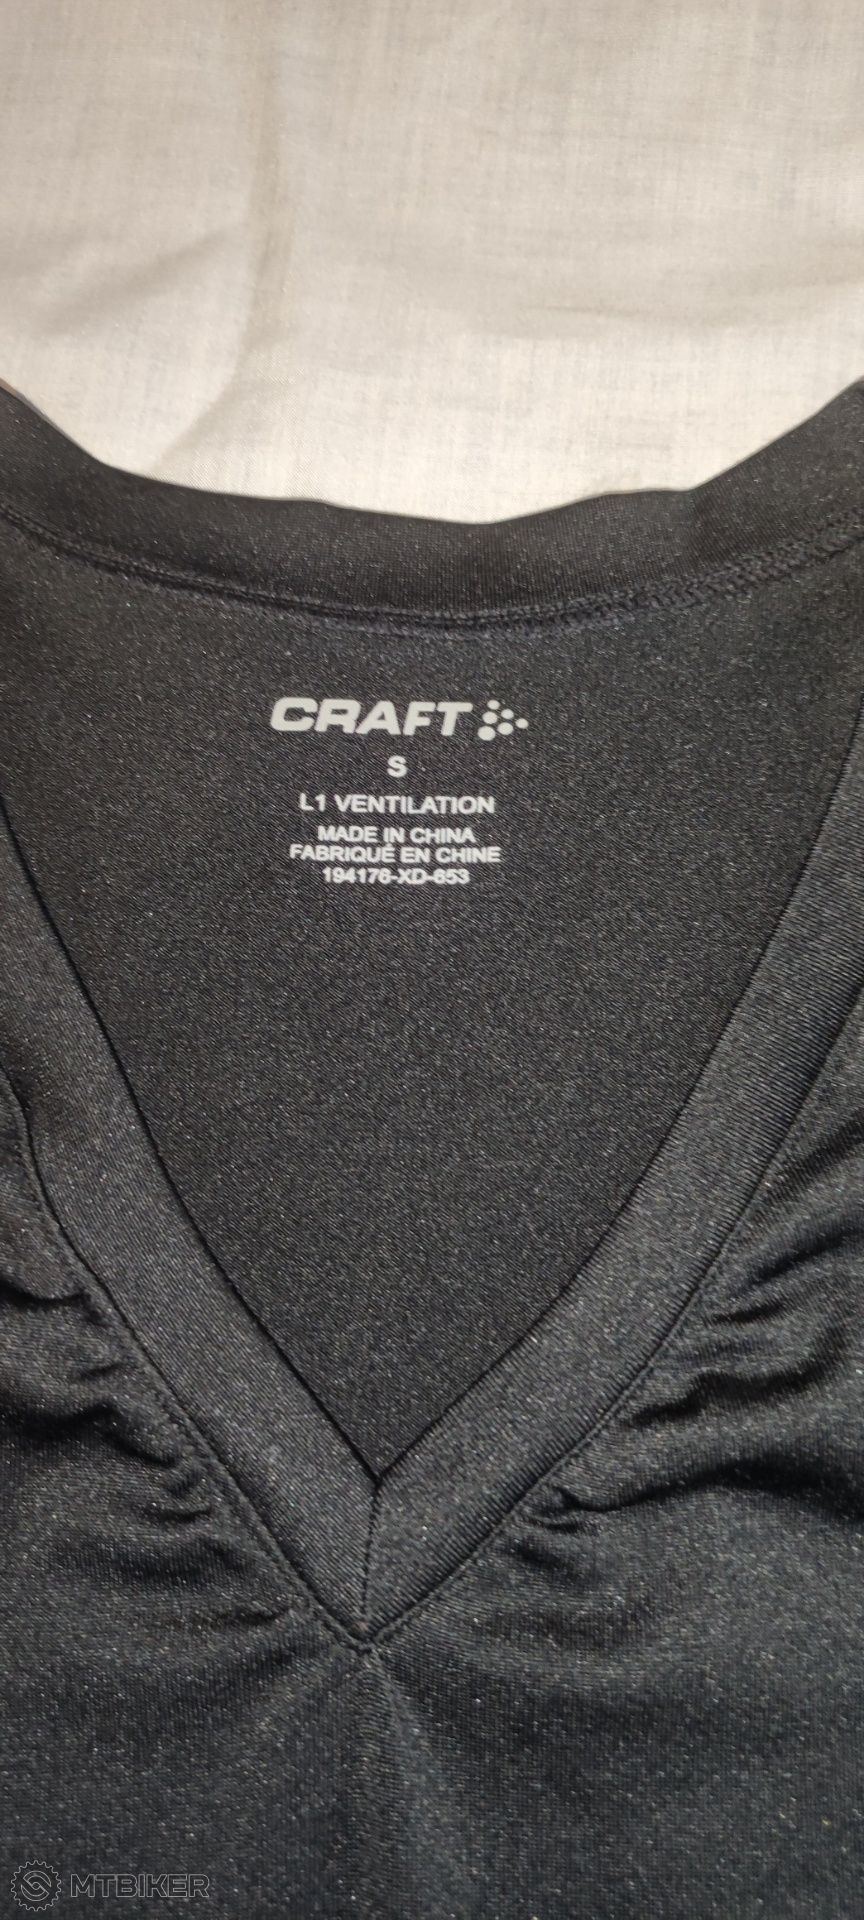 CRAFT
S
L1 VENTILATION
MADE IN CHINA
FABRIQUÉ EN CHINE
194176-XD-653
MTBIKER